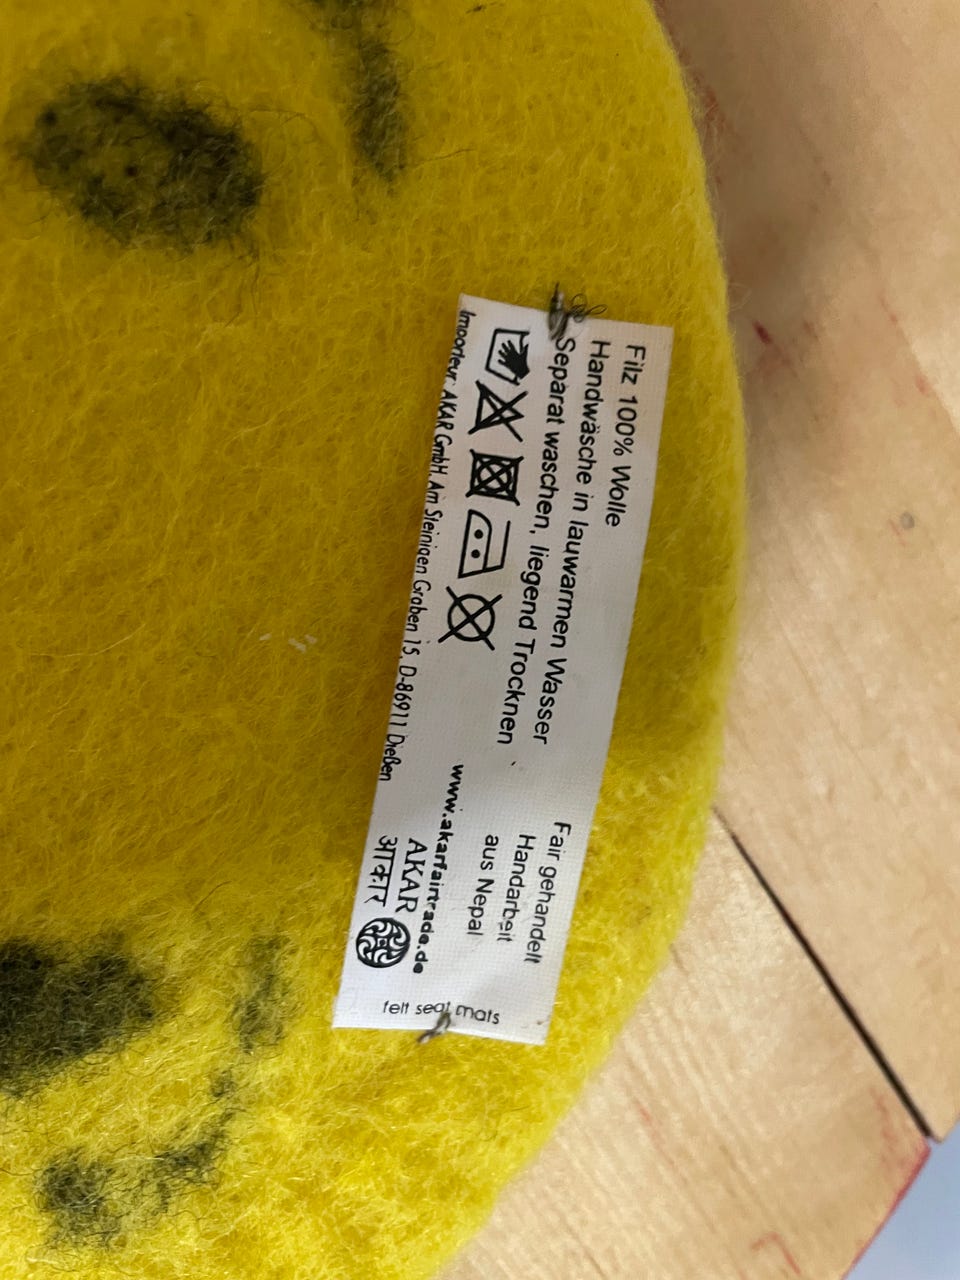 Filz 100% Wolle
Handwäsche in lauwarmen Wasser
Separat waschen, liegend Trocknen
Importeur: AKAR GmbH, Am Steinigen Graben 15, D-86911 Dießen
Fair gehandelt
Handarbeit
aus Nepal
www.akarfairtrade.de
AKAR
आकार
felt seat mats